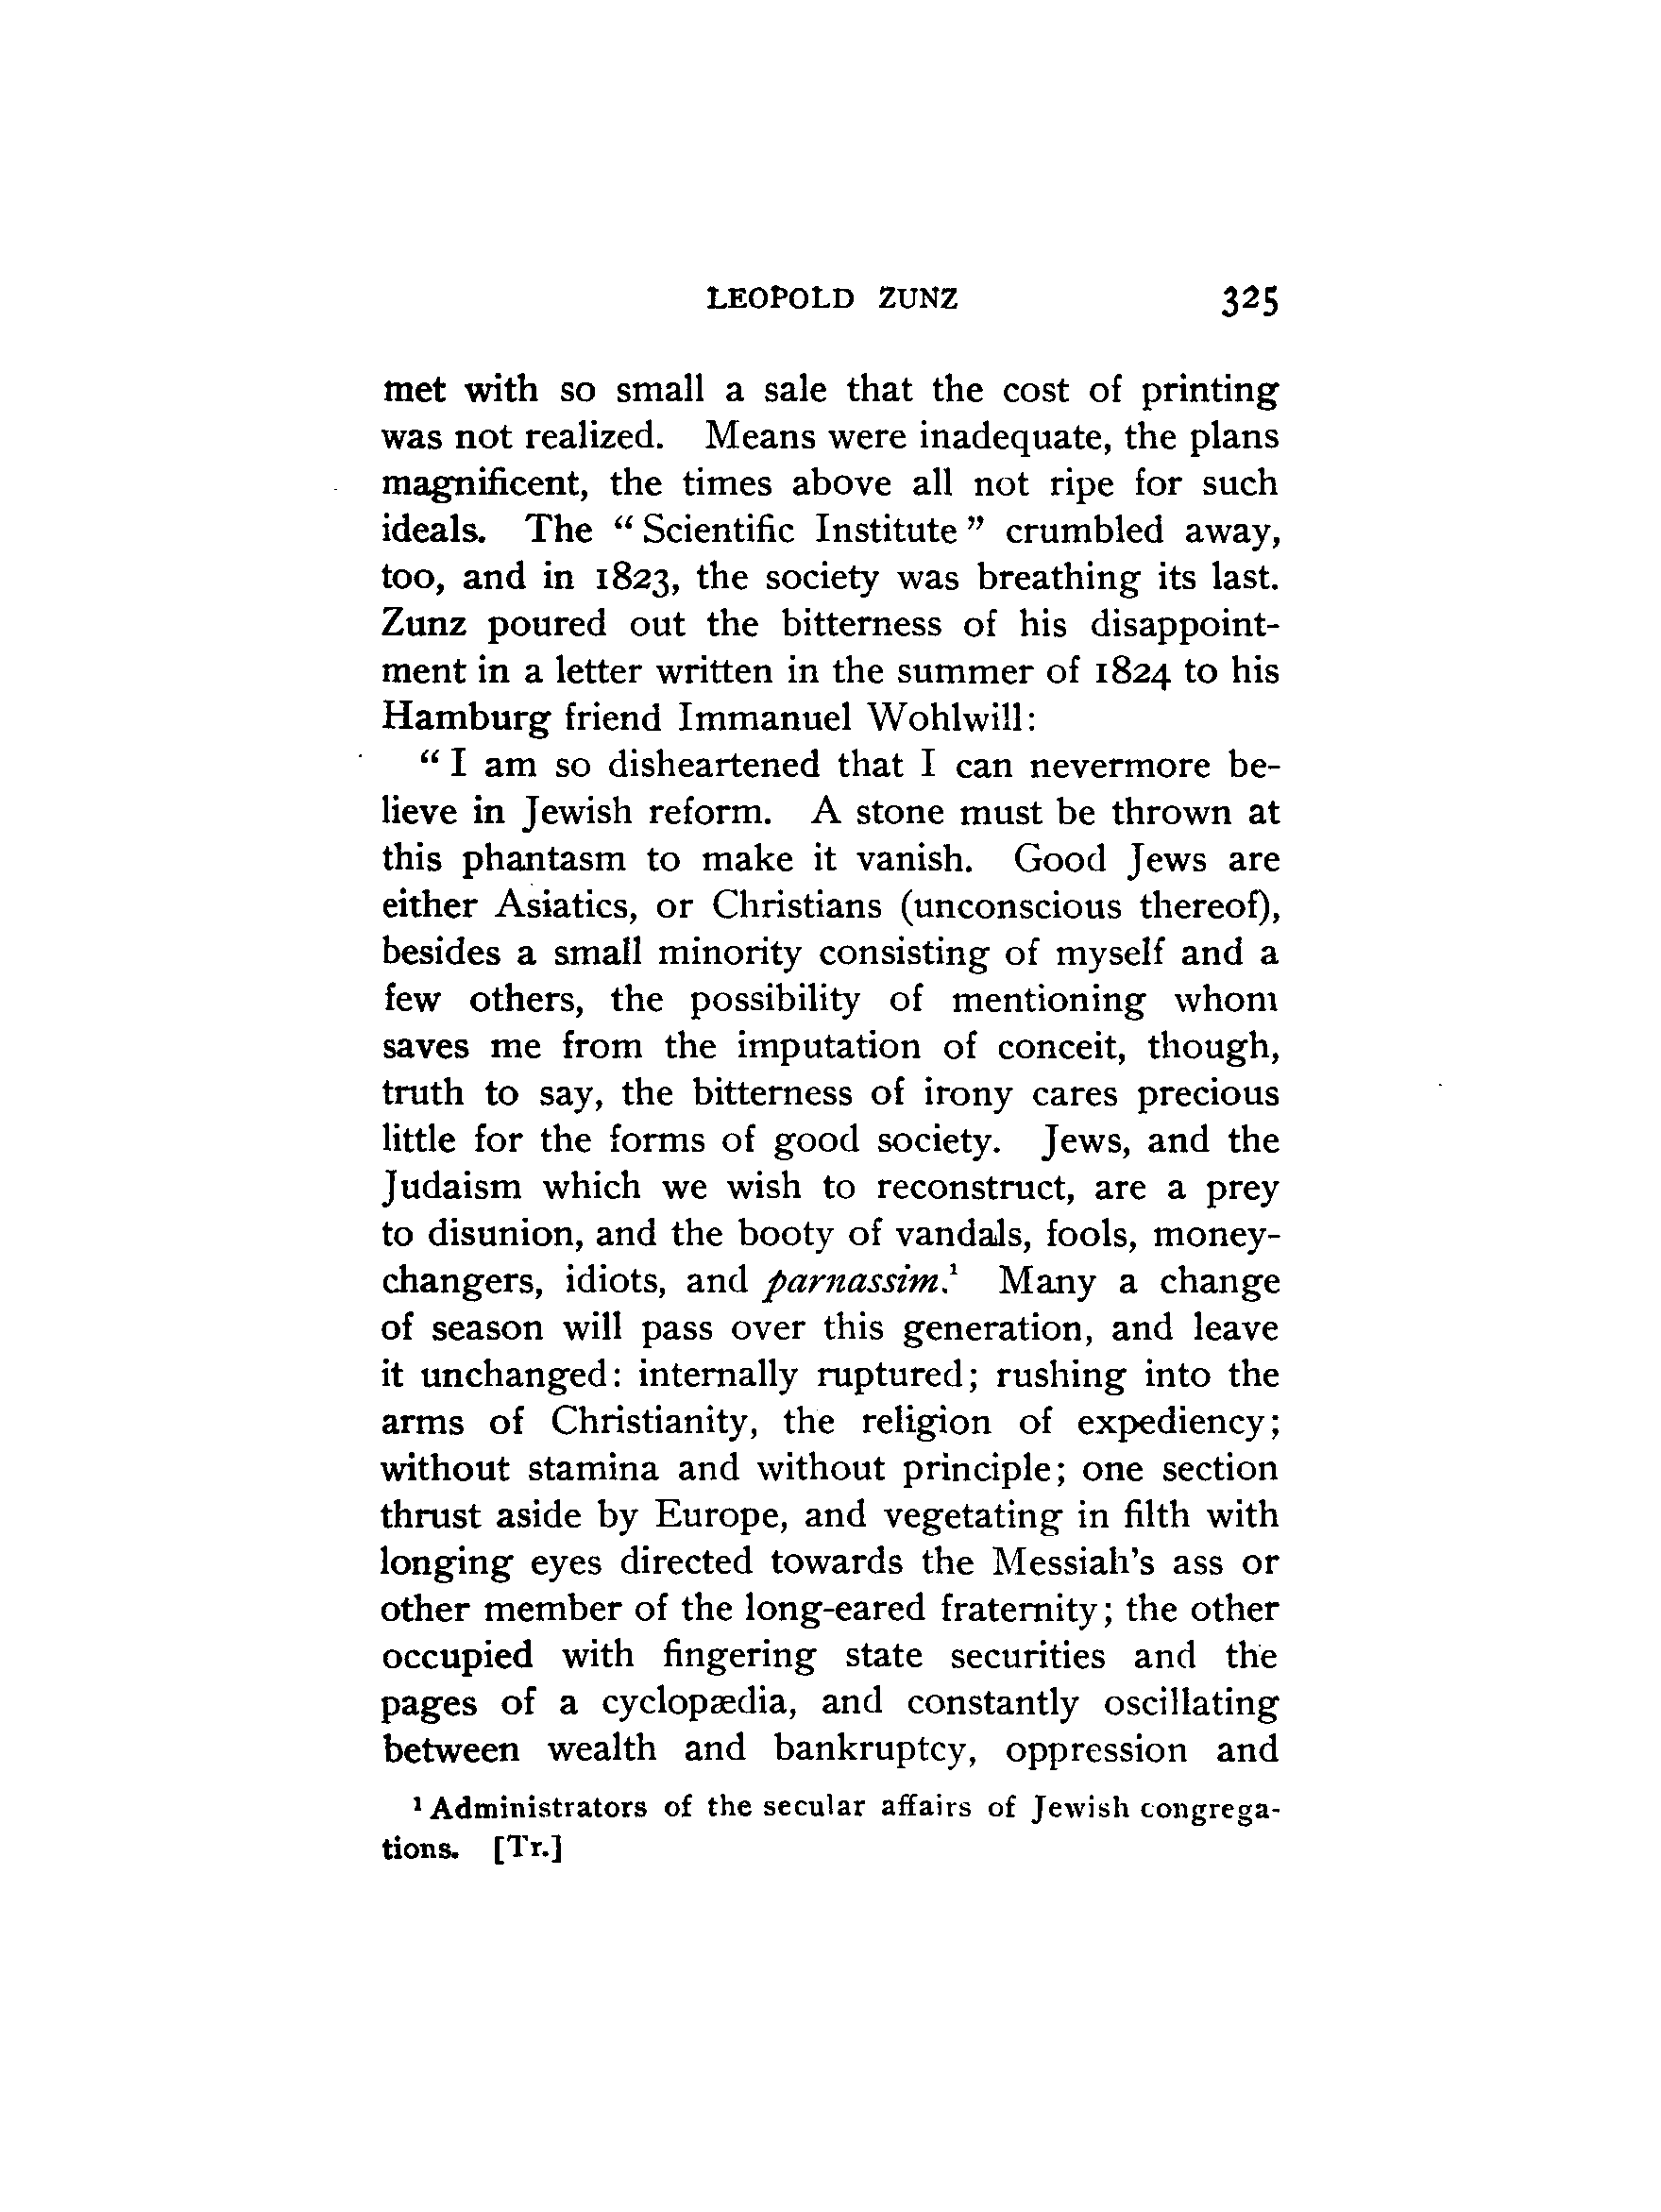 LEOPOLD ZUNZ 325
met with so small a sale that the cost of printing
was not realized. Means were inadequate, the plans
magnificent, the times above all not ripe for such
ideals. The “ Scientific Institute ” crumbled away,
too, and in 1823, the society was breathing its last.
Zunz poured out the bitterness of his disappoint-
ment in a letter written in the summer of 1824 to his
Hamburg friend Immanuel Wohlwill:
“ I am so disheartened that I can nevermore be-
lieve in Jewish reform. A stone must be thrown at
this phantasm to make it vanish. Good Jews are
either Asiatics, or Christians (unconscious thereof),
besides a small minority consisting of myself and a
few others, the possibility of mentioning whom
saves me from the imputation of conceit, though,
truth to say, the bitterness of irony cares precious
little for the forms of good society. Jews, and the
Judaism which we wish to reconstruct, are a prey
to disunion, and the booty of vandals, fools, money-
changers, idiots, and parnassim.¹ Many a change
of season will pass over this generation, and leave
it unchanged: internally ruptured; rushing into the
arms of Christianity, the religion of expediency;
without stamina and without principle; one section
thrust aside by Europe, and vegetating in filth with
longing eyes directed towards the Messiah’s ass or
other member of the long-eared fraternity; the other
occupied with fingering state securities and the
pages of a cyclopædia, and constantly oscillating
between wealth and bankruptcy, oppression and
¹ Administrators of the secular affairs of Jewish congrega-
tions. [Tr.]